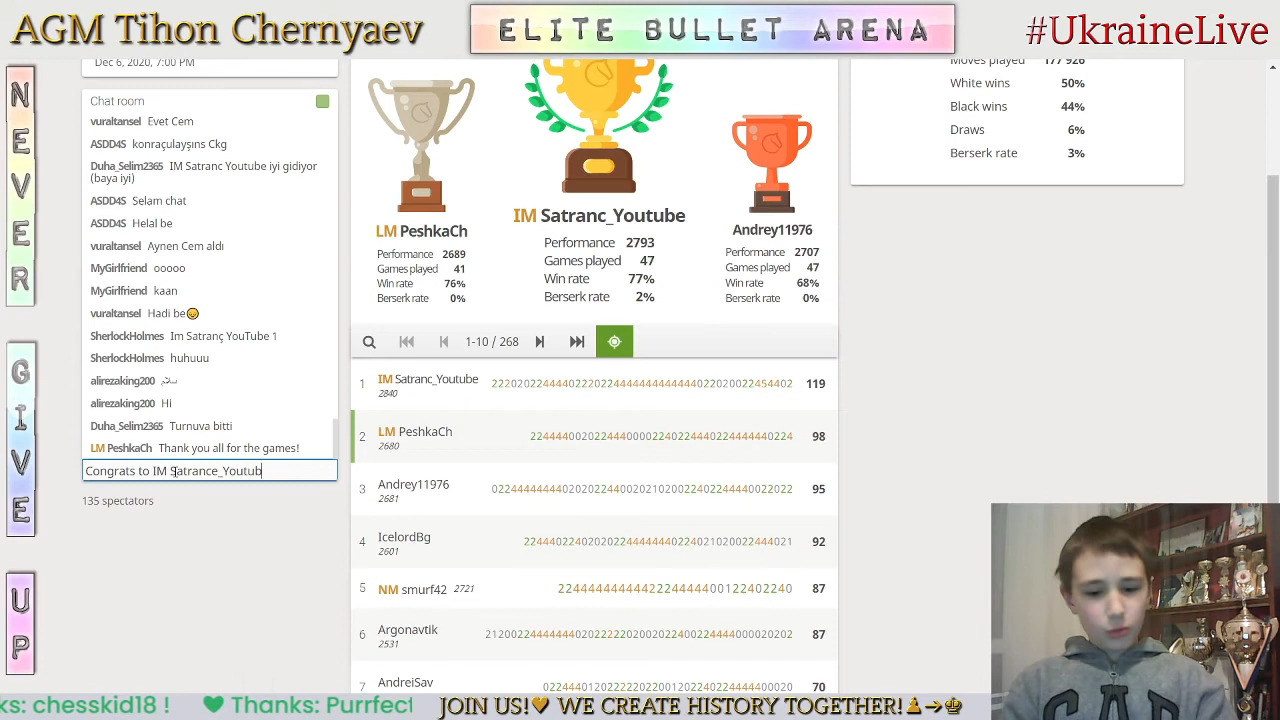 AGM Tihon Chernyaev
ELITE BULLET ARENA
#UkraineLive
NEVER
GIVE
UP
Dec 6, 2020, 7:00 PM
Chat room
vuraltansel Evet Cem
ASDD4S konraçulayşıns Ckg
Duha_Selim2365 IM Satranc Youtube iyi gidiyor
(baya iyi)
ASDD4S Selam chat
ASDD4S Helal be
vuraltansel Aynen Cem aldı
MyGirlfriend ooooo
MyGirlfriend kaan
vuraltansel Hadi be😞
SherlockHolmes Im Satranç YouTube 1
SherlockHolmes huhuuu
alirezaking200 سلام
alirezaking200 Hi
Duha_Selim2365 Turnuva bitti
LM PeshkaCh Thank you all for the games!
Congrats to IM Satrance_Youtub
135 spectators
LM PeshkaCh
Performance 2689
Games played 41
Win rate 76%
Berserk rate 0%
IM Satranc_Youtube
Performance 2793
Games played 47
Win rate 77%
Berserk rate 2%
Andrey11976
Performance 2707
Games played 47
Win rate 68%
Berserk rate 0%
1-10 / 268
1 IM Satranc_Youtube 2220202244440222022444444444444402202002245 4402 119
2840
2 LM PeshkaCh 2244440020224440000224022440444440224 98
2680
3 Andrey11976 95
2681
4 IcelordBg 92
2601
5 NM smurf42 2721 87
6 Argonavtik 87
2531
7 AndreiSav 70
Moves played 177 926
White wins 50%
Black wins 44%
Draws 6%
Berserk rate 3%
GAP
ks: chesskid18 ! 💚 Thanks: Purrfect
JOIN US!♥ WE CREATE HISTORY TOGETHER!♟→♔